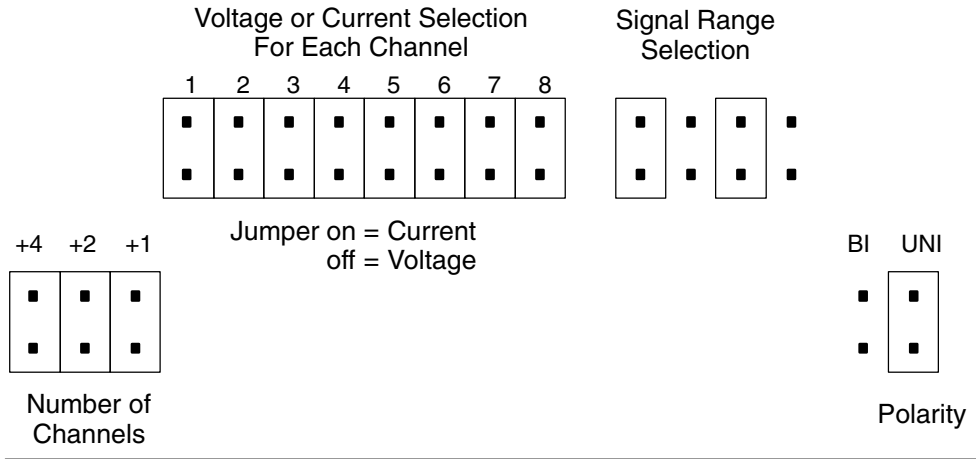 Voltage or Current Selection
For Each Channel
Signal Range
Selection
1 2 3 4 5 6 7 8
Jumper on = Current
off = Voltage
+4 +2 +1
BI UNI
Number of
Channels
Polarity